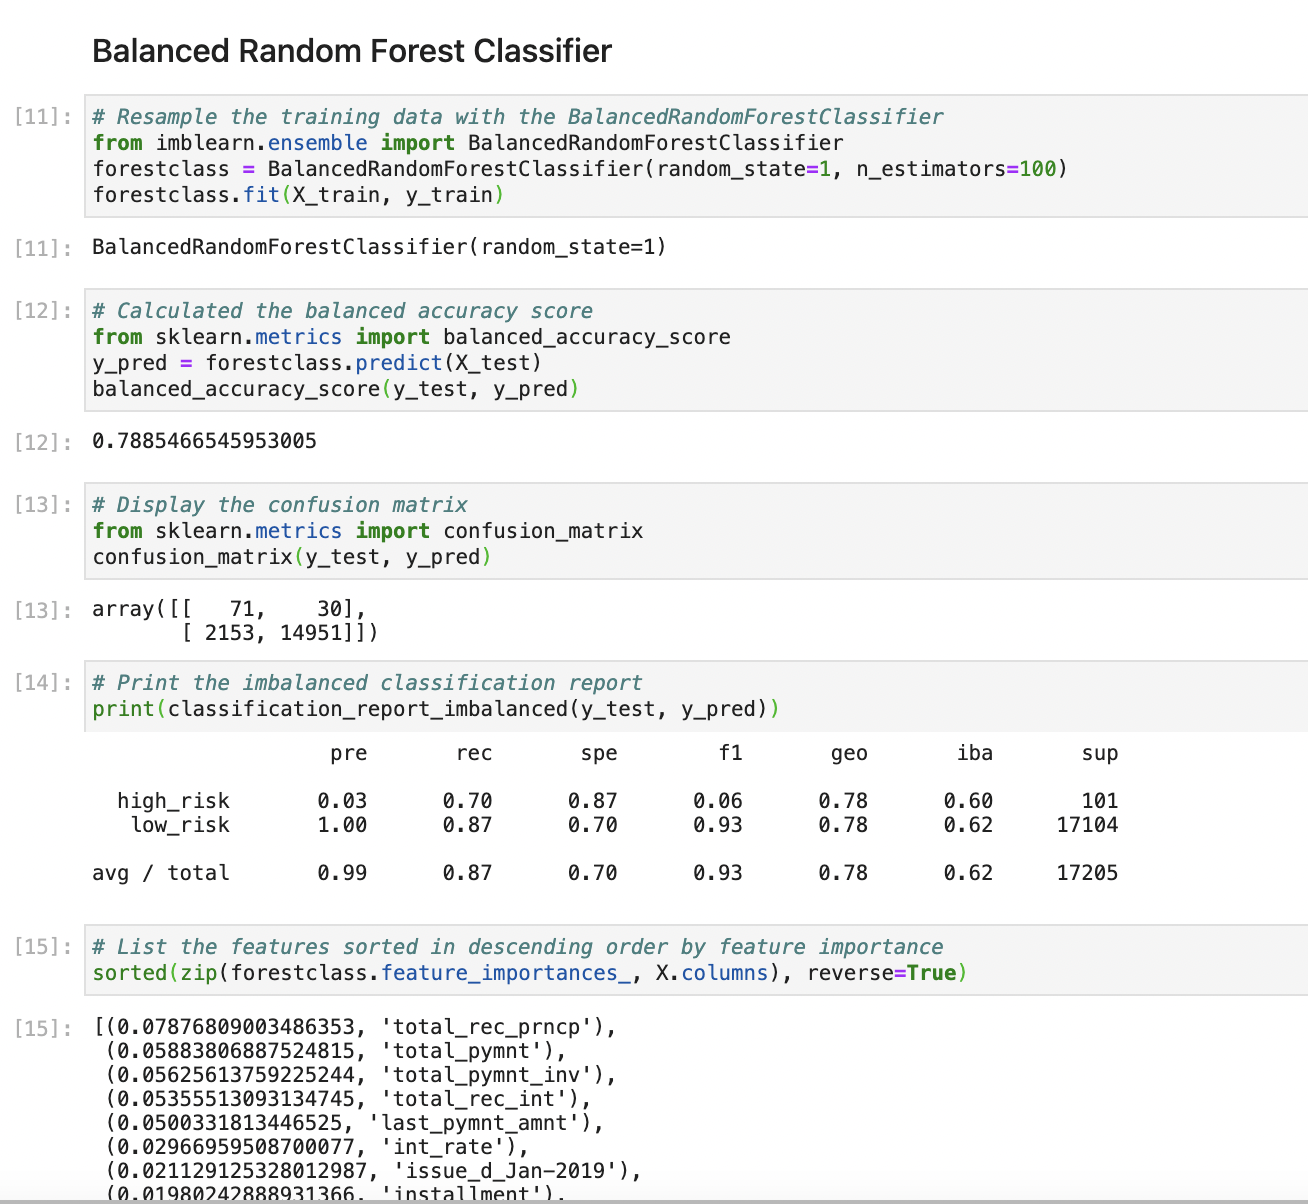 Balanced Random Forest Classifier
[11]: # Resample the training data with the BalancedRandomForestClassifier
from imblearn.ensemble import BalancedRandomForestClassifier
forestclass = BalancedRandomForestClassifier(random_state=1, n_estimators=100)
forestclass.fit(X_train, y_train)
[11]: BalancedRandomForestClassifier(random_state=1)
[12]: # Calculated the balanced accuracy score
from sklearn.metrics import balanced_accuracy_score
y_pred = forestclass.predict(X_test)
balanced_accuracy_score(y_test, y_pred)
[12]: 0.7885466545953005
[13]: # Display the confusion matrix
from sklearn.metrics import confusion_matrix
confusion_matrix(y_test, y_pred)
[13]: array([[   71,    30],
       [ 2153, 14951]])
[14]: # Print the imbalanced classification report
print(classification_report_imbalanced(y_test, y_pred))
pre rec spe f1 geo iba sup
high_risk 0.03 0.70 0.87 0.06 0.78 0.60 101
low_risk 1.00 0.87 0.70 0.93 0.78 0.62 17104
avg / total 0.99 0.87 0.70 0.93 0.78 0.62 17205
[15]: # List the features sorted in descending order by feature importance
sorted(zip(forestclass.feature_importances_, X.columns), reverse=True)
[15]: [(0.07876809003486353, 'total_rec_prncp'),
(0.05883806887524815, 'total_pymnt'),
(0.05625613759225244, 'total_pymnt_inv'),
(0.05355513093134745, 'total_rec_int'),
(0.0500331813446525, 'last_pymnt_amnt'),
(0.02966959508700077, 'int_rate'),
(0.021129125328012987, 'issue_d_Jan-2019'),
(0.01980242888931366, 'installment'),